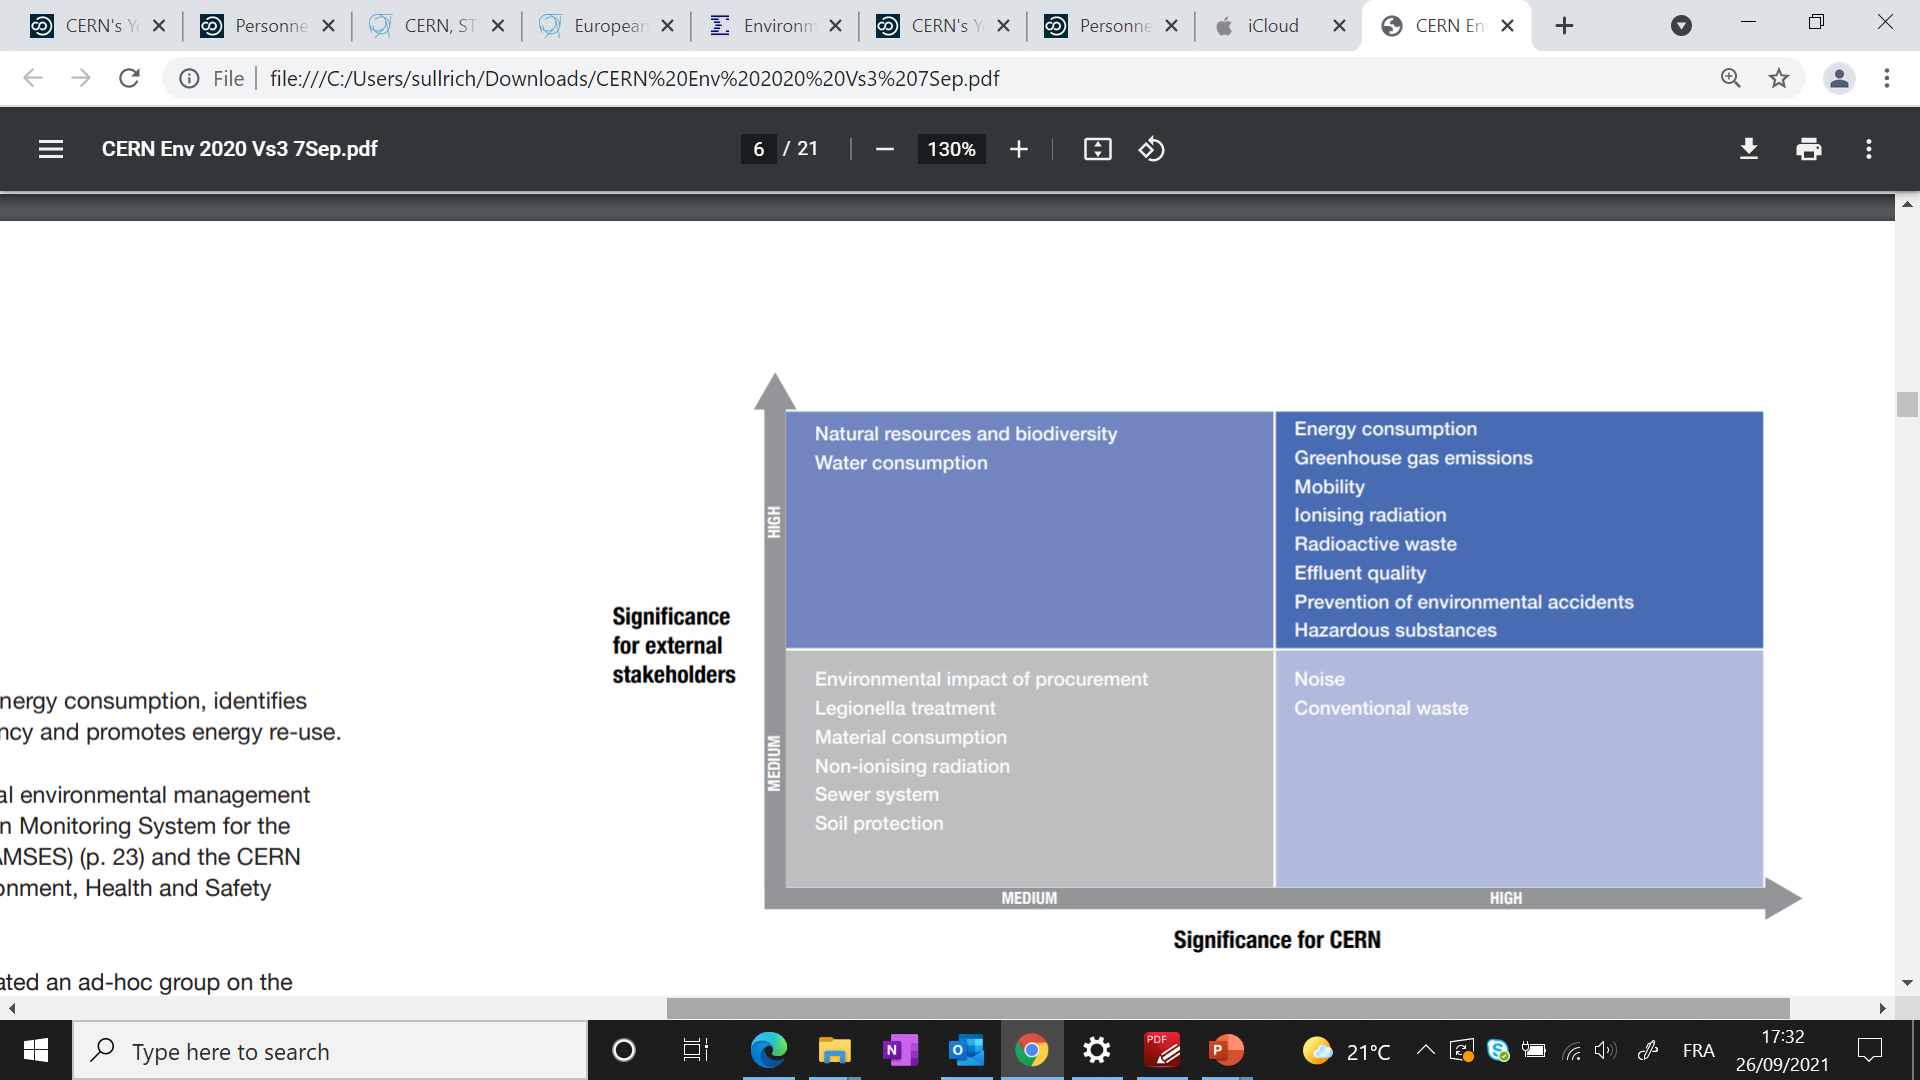 CERN's Y
Personne
CERN, ST
European
Environm
CERN's Y
Personne
iCloud
CERN En
File
file:///C:/Users/sullrich/Downloads/CERN%20Env%202020%20Vs3%207Sep.pdf
CERN Env 2020 Vs3 7Sep.pdf
6 / 21
130%
nergy consumption, identifies
ncy and promotes energy re-use.
al environmental management
n Monitoring System for the
AMSES) (p. 23) and the CERN
onment, Health and Safety
ated an ad-hoc group on the
Significance
for external
stakeholders
HIGH
MEDIUM
Natural resources and biodiversity
Water consumption
Energy consumption
Greenhouse gas emissions
Mobility
Ionising radiation
Radioactive waste
Effluent quality
Prevention of environmental accidents
Hazardous substances
Environmental impact of procurement
Legionella treatment
Material consumption
Non-ionising radiation
Sewer system
Soil protection
Noise
Conventional waste
MEDIUM
HIGH
Significance for CERN
Type here to search
N
O
PDF
P
21°C
FRA
17:32
26/09/2021